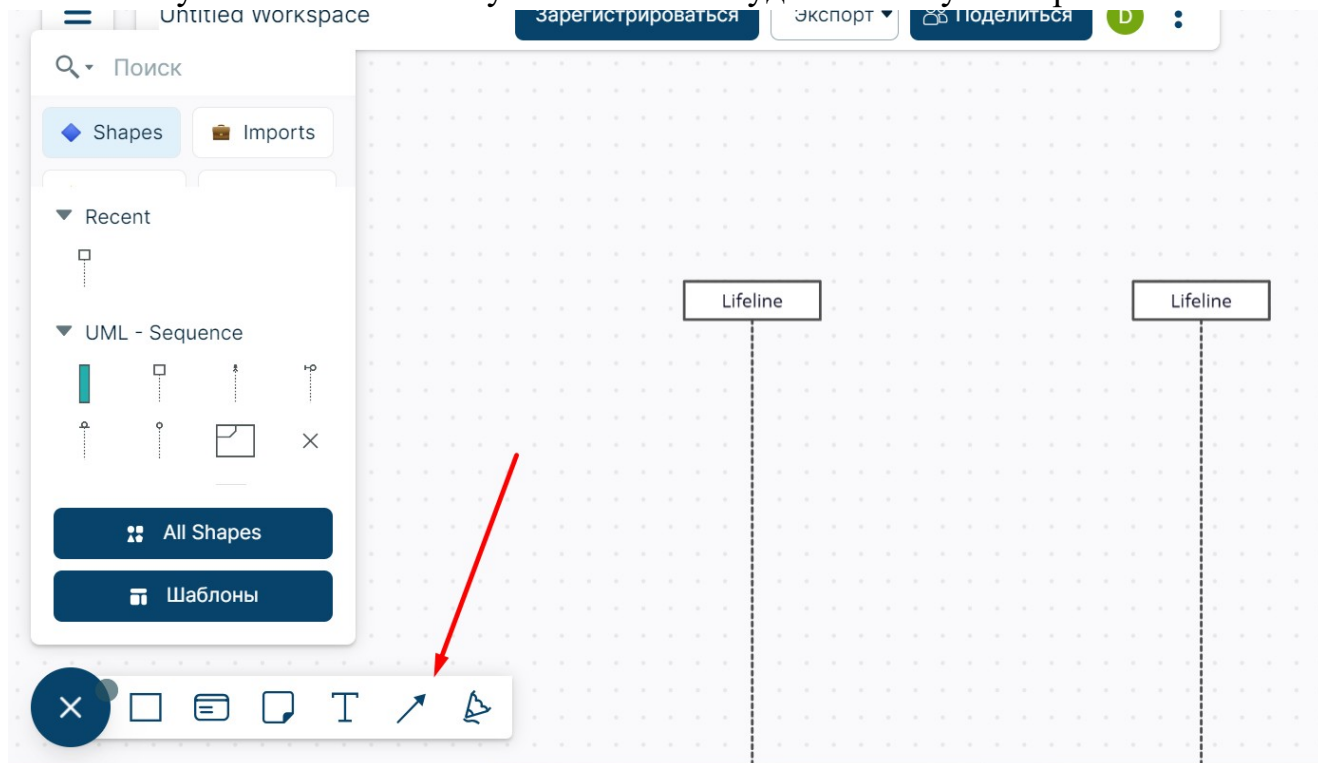 Untitled Workspace
Зарегистрироваться
Экспорт
Поделиться
D
Поиск
Shapes
Imports
Recent
Lifeline
Lifeline
UML - Sequence
All Shapes
Шаблоны
T